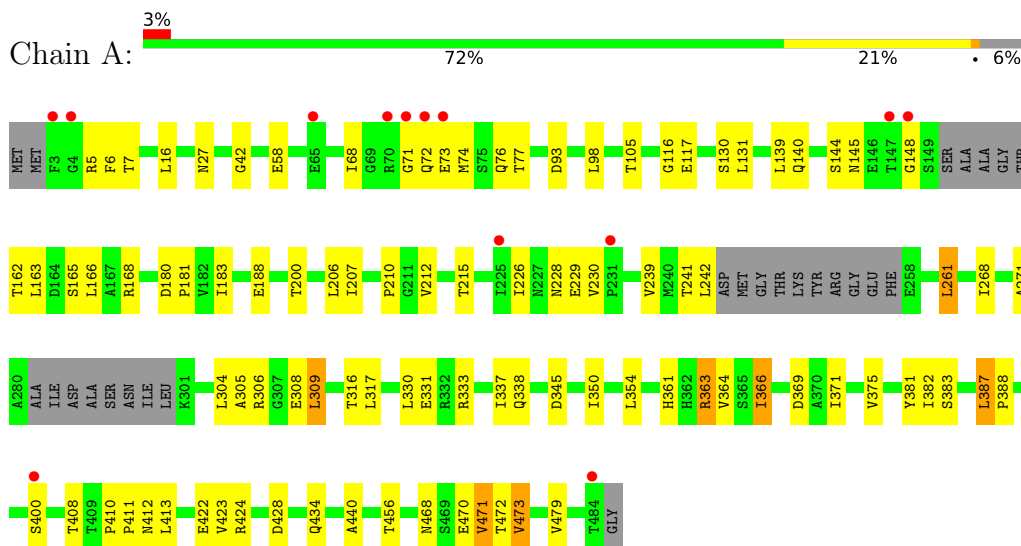 3%
Chain A:
72% 21% • 6%
MET MET F3 G4 R5 F6 T7 L16 N27 G42 E58 E65 I68 G69 R70 G71 Q72 E73 M74 S75 Q76 T77 D93 L98 T105 G116 E117 S130 L131 L139 Q140 S144 N145 E146 T147 G148 S149 SER ALA ALA GLY THR
T162 L163 D164 S165 L166 A167 R168 D180 P181 V182 I183 E188 T200 L206 I207 P210 G211 V212 T215 I225 I226 N227 N228 E229 V230 P231 V239 M240 T241 L242 ASP MET GLY THR LYS TYR ARG GLY GLU PHE E258 L261 I268 A271
A280 ALA ILE ASP ALA SER ASN ILE LEU K301 L304 A305 R306 G307 E308 L309 T316 L317 L330 E331 R332 R333 I337 Q338 D345 I350 L354 H361 H362 R363 V364 S365 I366 D369 A370 I371 V375 Y381 I382 S383 L387 P388
S400 T408 T409 P410 P411 N412 L413 E422 V423 R424 D428 Q434 A440 T456 N468 S469 E470 V471 T472 V473 V479 T484 GLY